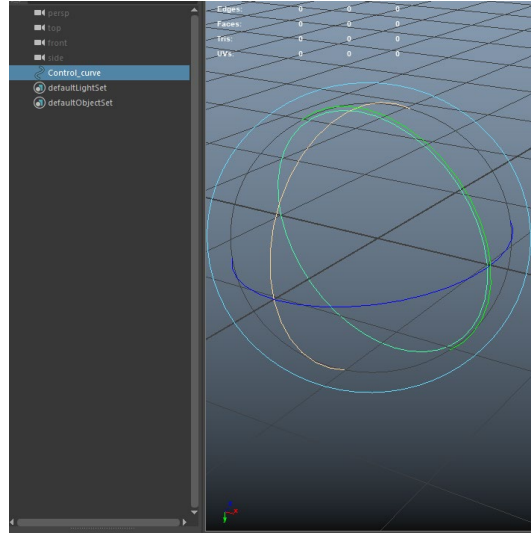 persp
top
front
side
Control_curve
defaultLightSet
defaultObjectSet
Edges: 0 0 0
Faces: 0 0 0
Tris: 0 0 0
UVs: 0 0 0